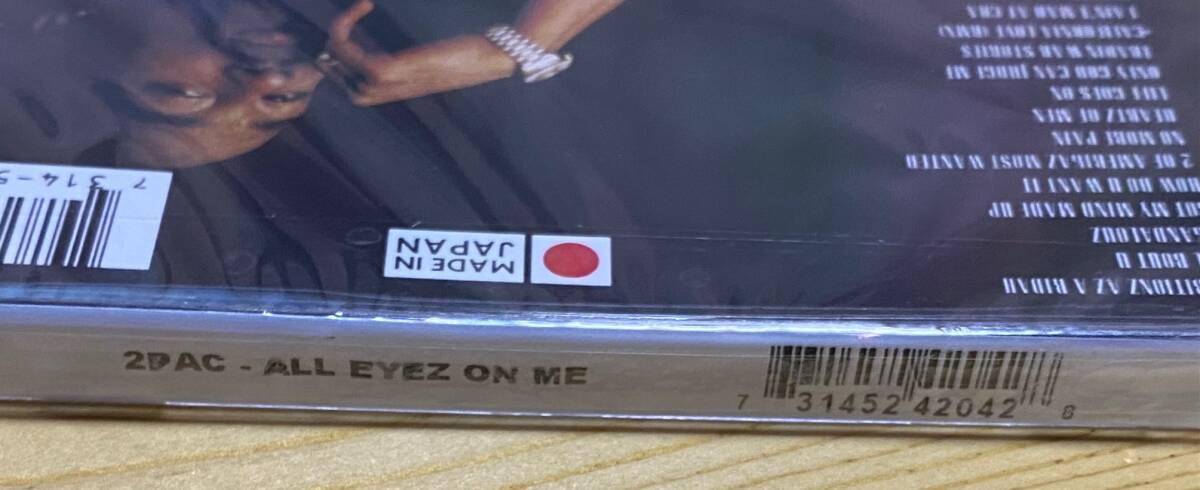 BITIONZ AZ A RIDAH
BOUT U
CANDALOUZ
GOT MY MIND MADE UP
HOW DO U WANT IT
2 OF AMERIKAZ MOST WANTED
NO MORE PAIN
HEARTZ OF MEN
LIFE GOES ON
ONLY GOD CAN JUDGE ME
TRADIN WAR STORIES
*CALIFORNIA LOVE (RMX)
I AIN'T MAD AT CHA
MADE IN
JAPAN
7 314-5
2PAC - ALL EYEZ ON ME
7 31452 42042 8